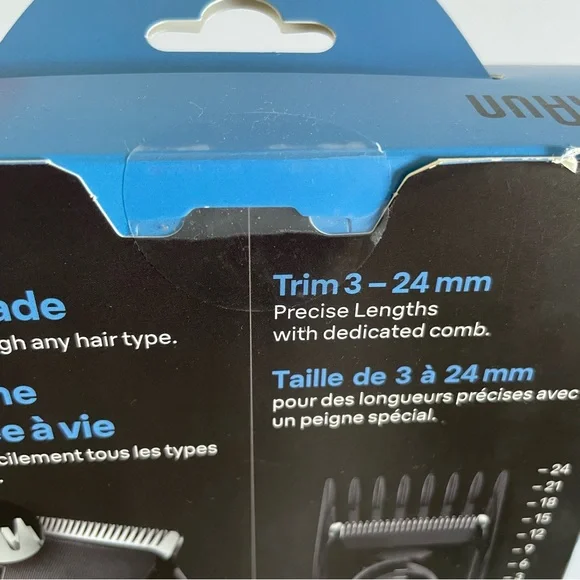 BRAun
ade
gh any hair type.
ne
e à vie
cilement tous les types
Trim 3 – 24 mm
Precise Lengths
with dedicated comb.
Taille de 3 à 24 mm
pour des longueurs précises avec
un peigne spécial.
- 24
- 21
- 18
- 15
- 12
- 9
- 6